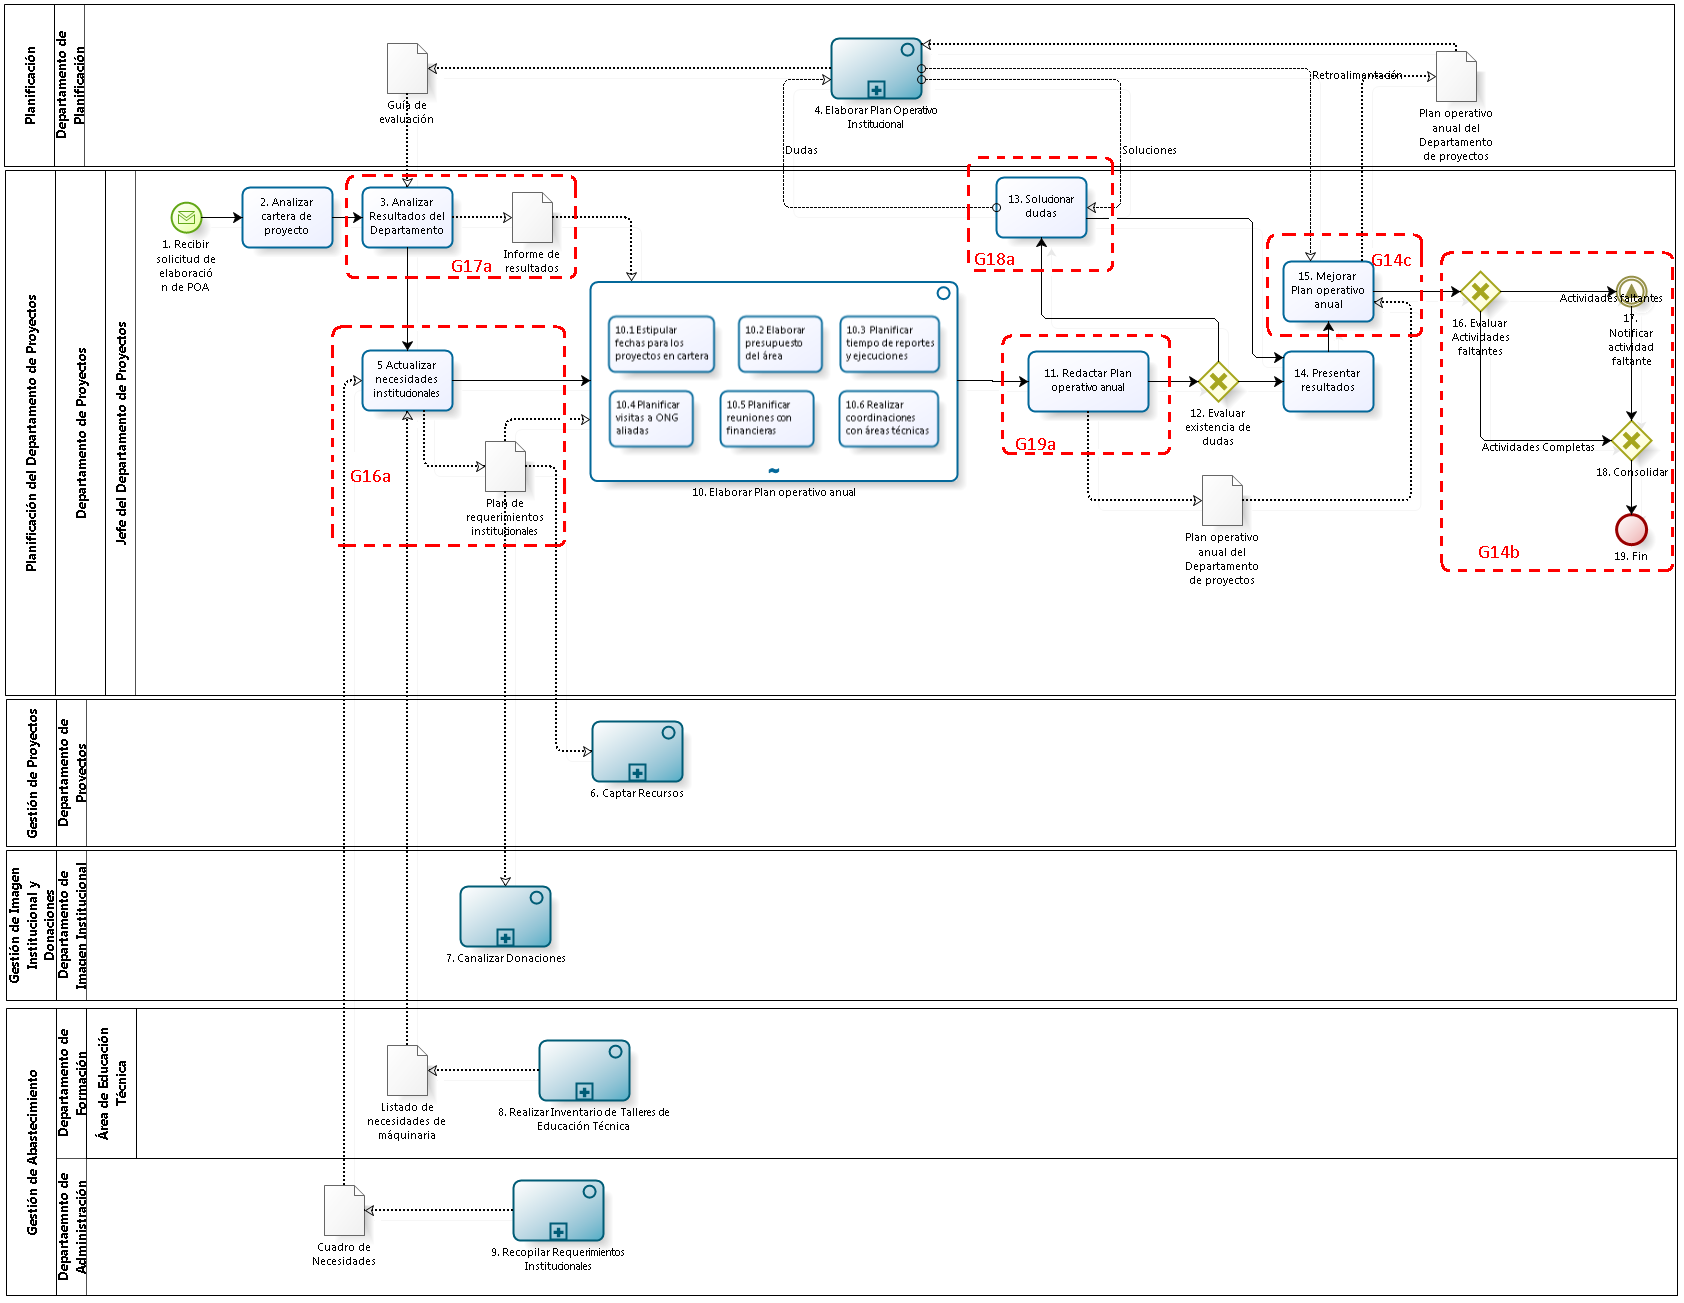 Planificación
Departamento de
Planificación
Guía de
evaluación
4. Elaborar Plan Operativo
Institucional
Retroalimentación
Plan operativo
anual del
Departamento
de proyectos
Dudas
Soluciones
Planificación del Departamento de Proyectos
Departamento de Proyectos
Jefe del Departamento de Proyectos
1. Recibir
solicitud de
elaboració
n de POA
2. Analizar
cartera de
proyecto
3. Analizar
Resultados del
Departamento
G17a
Informe de
resultados
13. Solucionar
dudas
G18a
G14c
15. Mejorar
Plan operativo
anual
16. Evaluar
Actividades
faltantes
Actividades faltantes
17.
Notificar
actividad
faltante
10.1 Estipular
fechas para los
proyectos en cartera
10.2 Elaborar
presupuesto
del área
10.3 Planificar
tiempo de reportes
y ejecuciones
10.4 Planificar
visitas a ONG
aliadas
10.5 Planificar
reuniones con
financieras
10.6 Realizar
coordinaciones
con áreas técnicas
10. Elaborar Plan operativo anual
5 Actualizar
necesidades
institucionales
G16a
Plan de
requerimientos
institucionales
11. Redactar Plan
operativo anual
G19a
12. Evaluar
existencia de
dudas
14. Presentar
resultados
Actividades Completas
18. Consolidar
G14b
19. Fin
Plan operativo
anual del
Departamento
de proyectos
Gestión de Proyectos
Departamento de
Proyectos
6. Captar Recursos
Gestión de Imagen
Institucional y
Donaciones
Departamento de
Imagen Institucional
7. Canalizar Donaciones
Gestión de Abastecimiento
Departamento de
Formación
Área de Educación
Técnica
Listado de
necesidades de
máquinaria
8. Realizar Inventario de Talleres de
Educación Técnica
Departaemnto de
Administración
Cuadro de
Necesidades
9. Recopilar Requerimientos
Institucionales